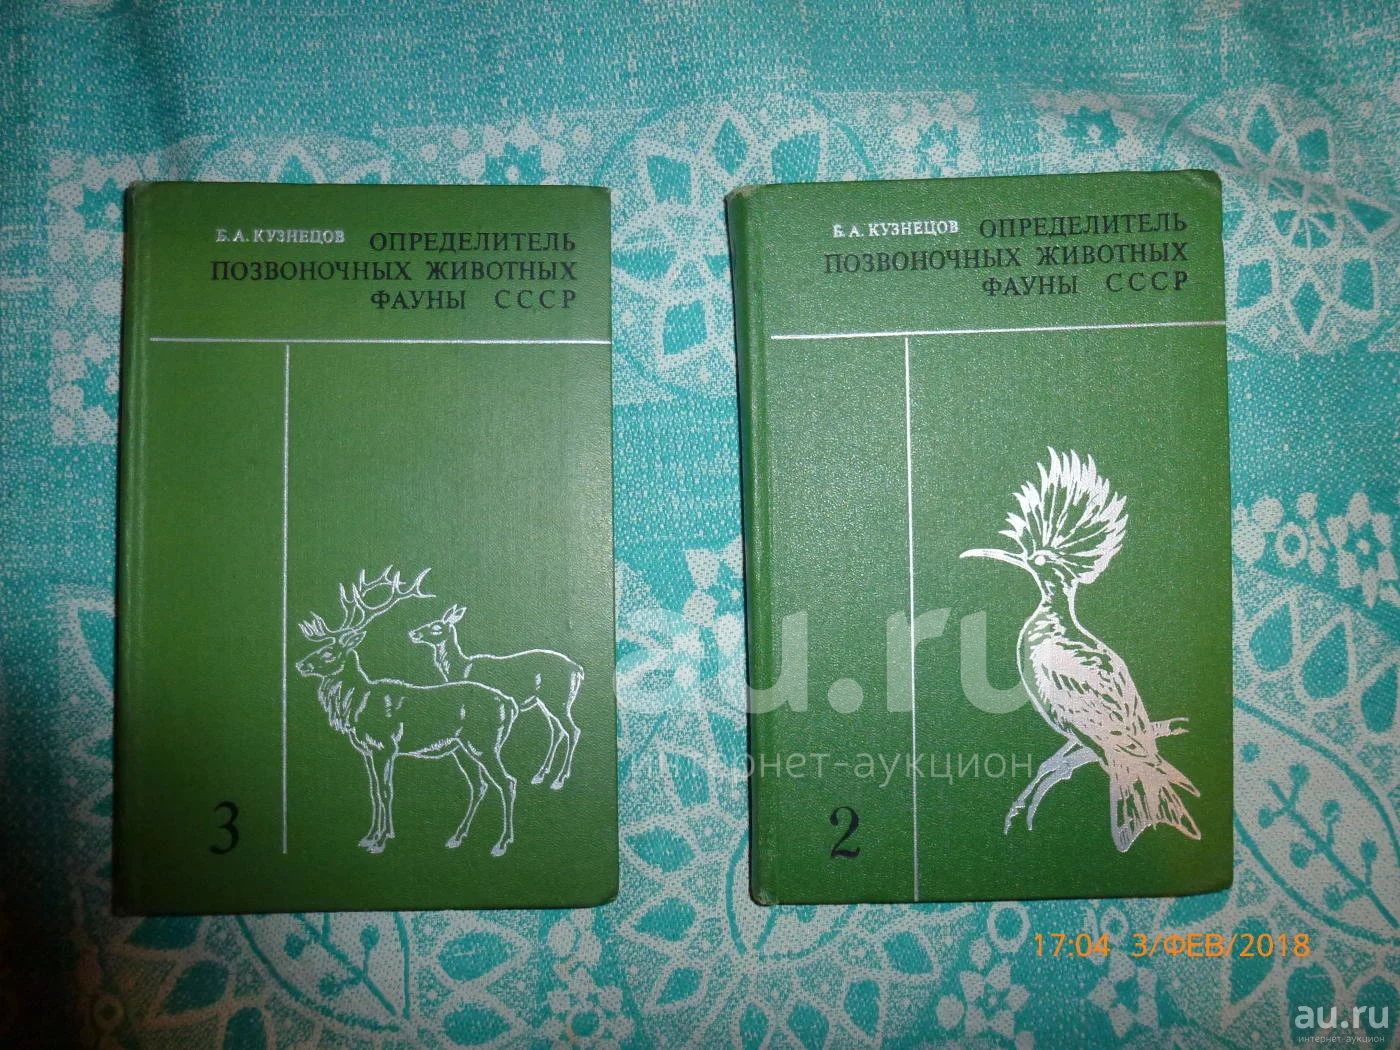 Б. А. КУЗНЕЦОВ ОПРЕДЕЛИТЕЛЬ
ПОЗВОНОЧНЫХ ЖИВОТНЫХ
ФАУНЫ СССР
3
Б. А. КУЗНЕЦОВ ОПРЕДЕЛИТЕЛЬ
ПОЗВОНОЧНЫХ ЖИВОТНЫХ
ФАУНЫ СССР
2
au.ru
интернет-аукцион
17:04 3/ФЕВ/2018
au.ru
интернет-аукцион